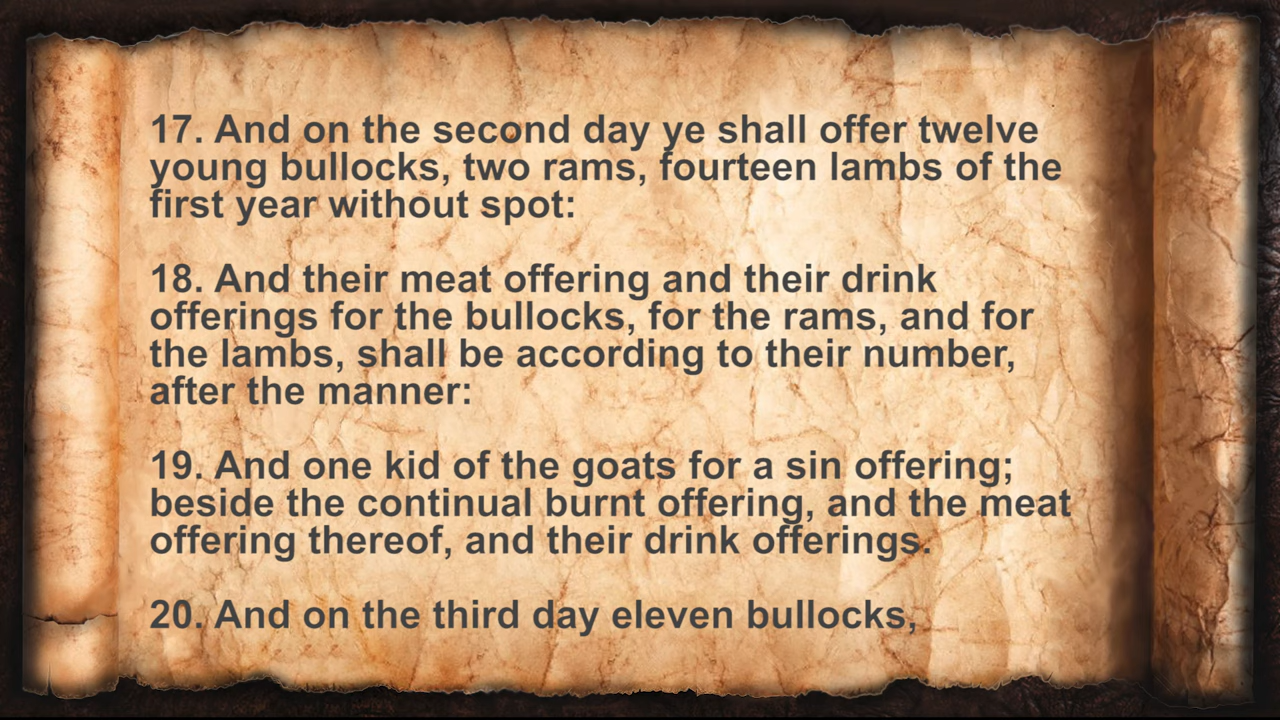 17. And on the second day ye shall offer twelve
young bullocks, two rams, fourteen lambs of the
first year without spot:
18. And their meat offering and their drink
offerings for the bullocks, for the rams, and for
the lambs, shall be according to their number,
after the manner:
19. And one kid of the goats for a sin offering;
beside the continual burnt offering, and the meat
offering thereof, and their drink offerings.
20. And on the third day eleven bullocks,